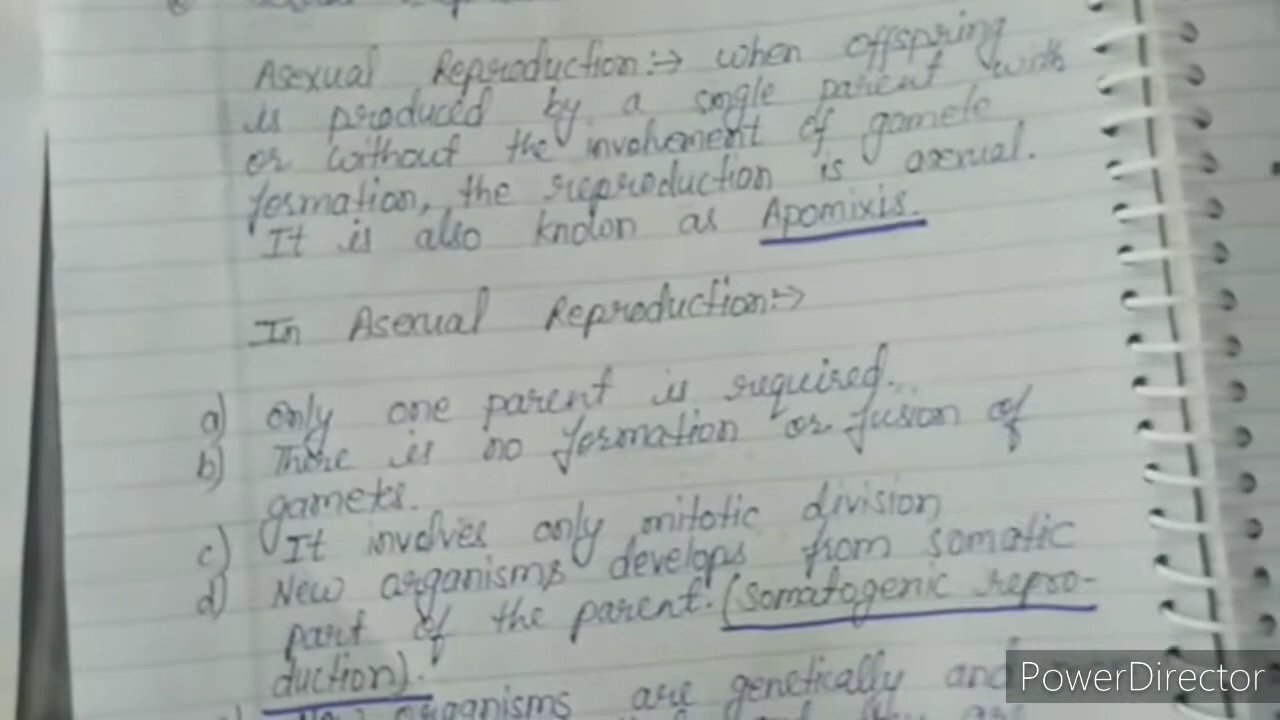 Asexual Reproduction:→ when offspring
is produced by a single parent with
or without the involvement of gamete
formation, the reproduction is asexual.
It is also known as Apomixis.
In Asexual Reproduction:→
a) Only one parent is required.
b) There is no formation or fusion of
gametes.
c) It involves only mitotic division
d) New organisms develops from somatic
part of the parent. (somatogenic repro-
duction).
organisms are genetically and
PowerDirector